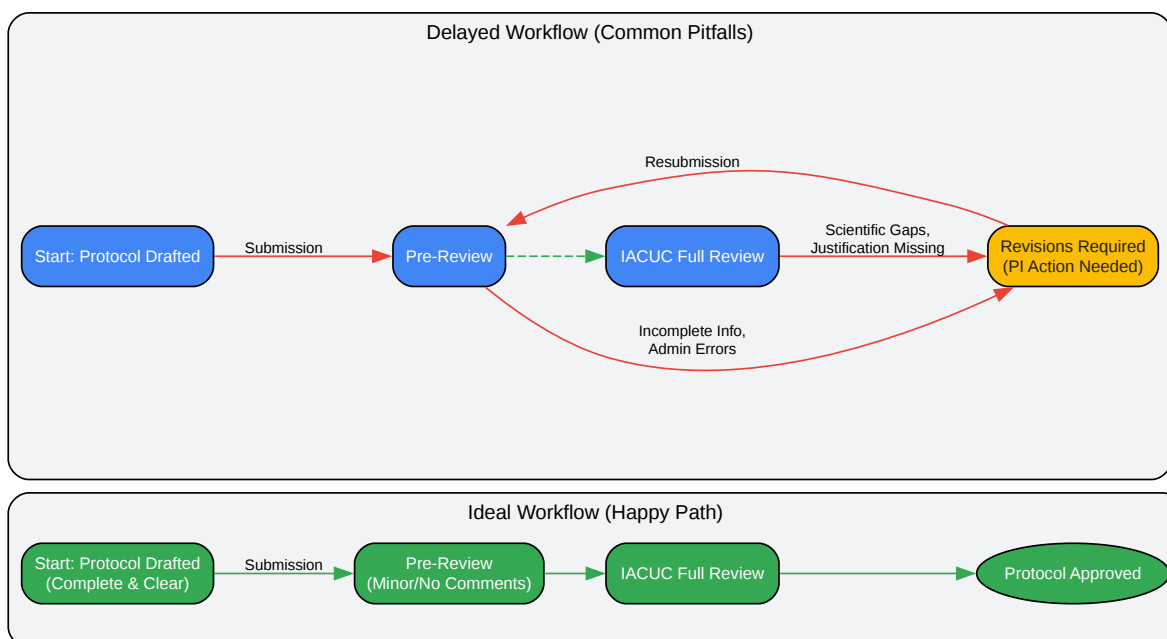 Delayed Workflow (Common Pitfalls)
Resubmission
Start: Protocol Drafted
Submission
Pre-Review
IACUC Full Review
Scientific Gaps,
Justification Missing
Revisions Required
(PI Action Needed)
Incomplete Info,
Admin Errors
Ideal Workflow (Happy Path)
Start: Protocol Drafted
(Complete & Clear)
Submission
Pre-Review
(Minor/No Comments)
IACUC Full Review
Protocol Approved